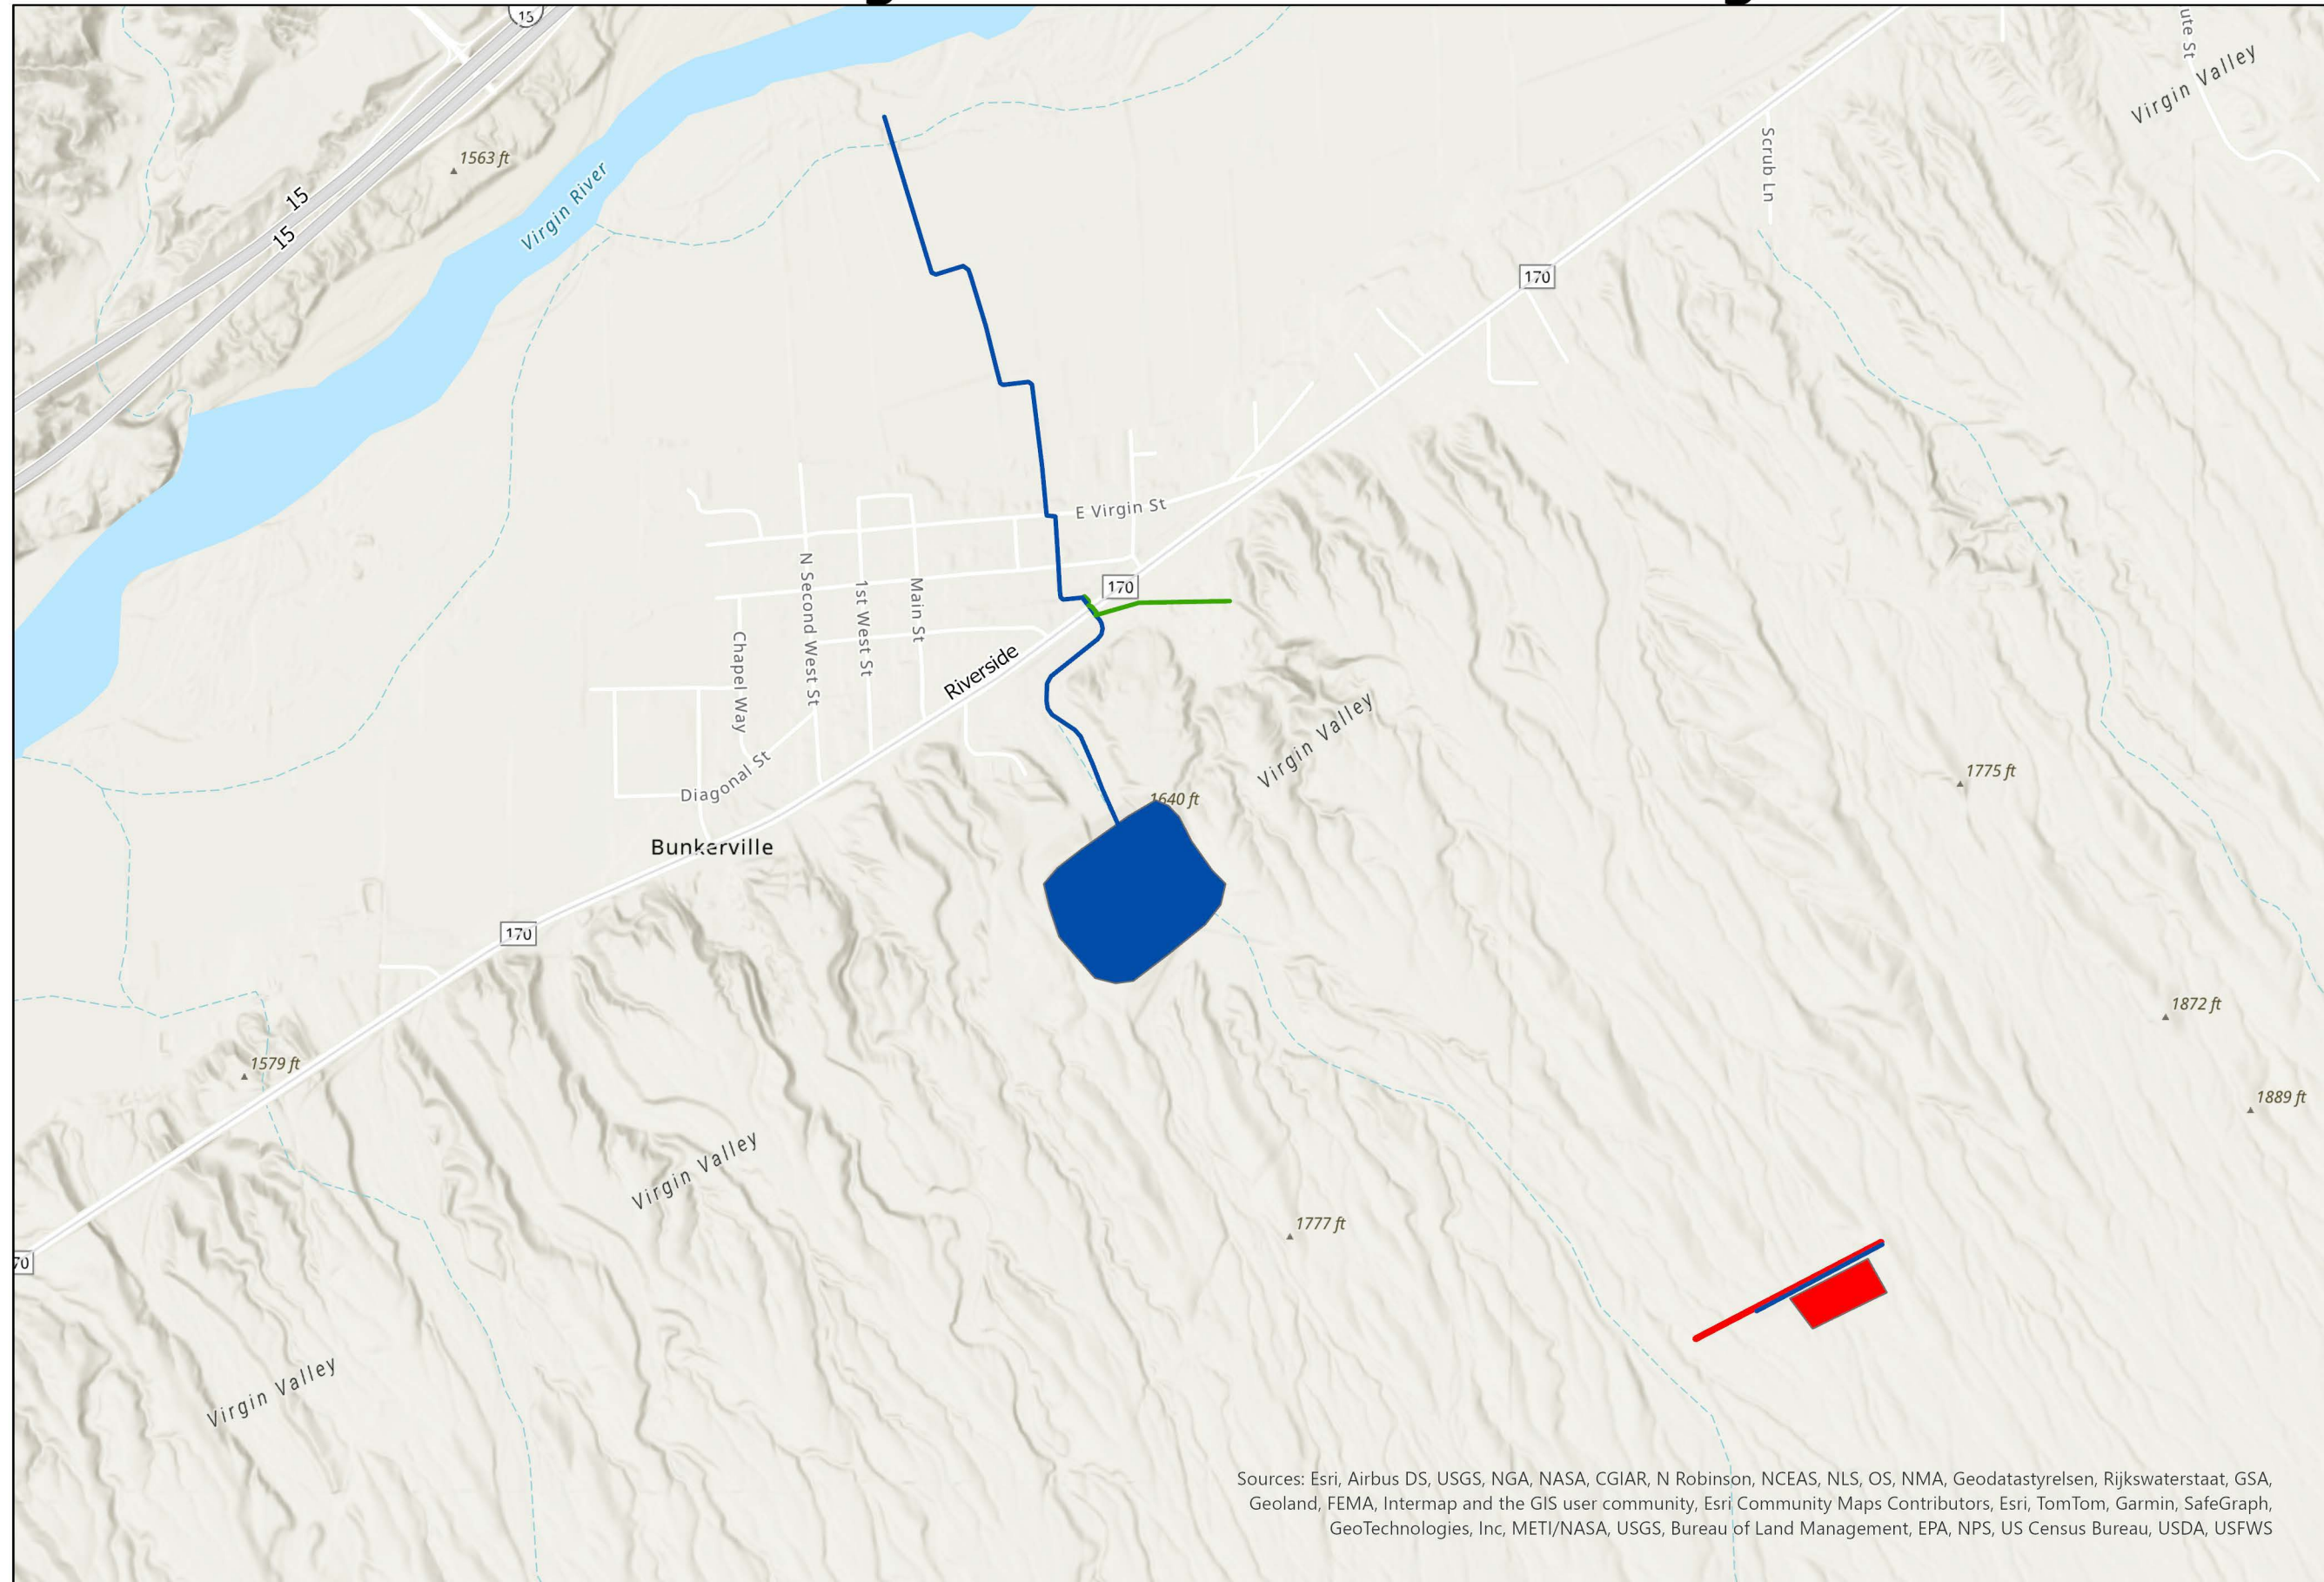 15
ute St
Virgin Valley
1563 ft
Scrub Ln
15
Virgin River
15
170
E Virgin St
170
N Second West St
1st West St
Main St
Chapel Way
Riverside
Virgin Valley
Diagonal St
1775 ft
1640 ft
Bunkerville
170
1872 ft
1579 ft
1889 ft
Virgin Valley
1777 ft
70
Virgin Valley
Sources: Esri, Airbus DS, USGS, NGA, NASA, CGIAR, N Robinson, NCEAS, NLS, OS, NMA, Geodatastyrelsen, Rijkswaterstaat, GSA,
Geoland, FEMA, Intermap and the GIS user community, Esri Community Maps Contributors, Esri, TomTom, Garmin, SafeGraph,
GeoTechnologies, Inc, METI/NASA, USGS, Bureau of Land Management, EPA, NPS, US Census Bureau, USDA, USFWS